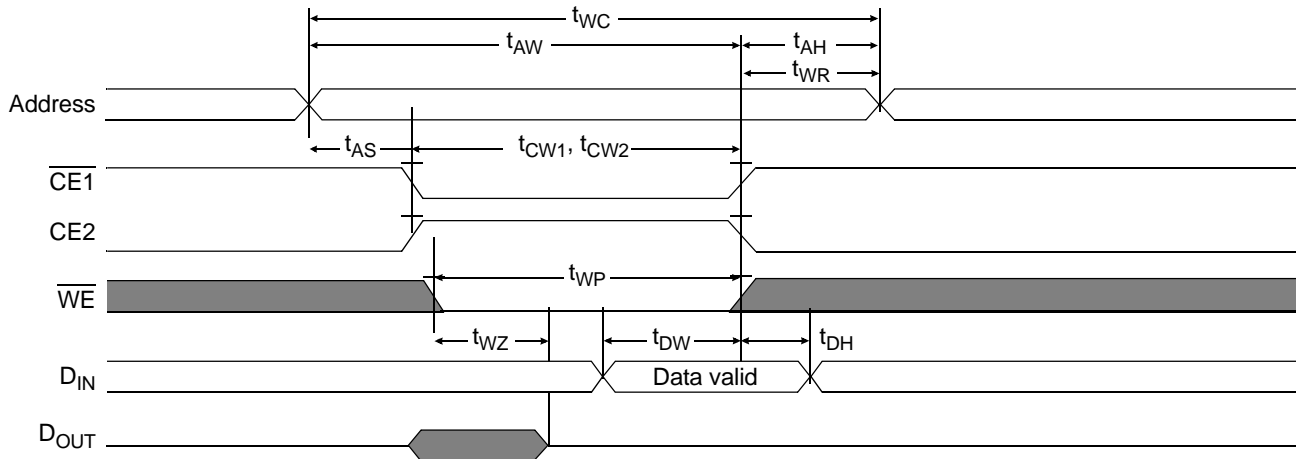 tWC
tAW tAH
tWR
Address
tAS tCW1, tCW2
CE1
CE2
tWP
WE
tWZ tDW tDH
DIN Data valid
DOUT